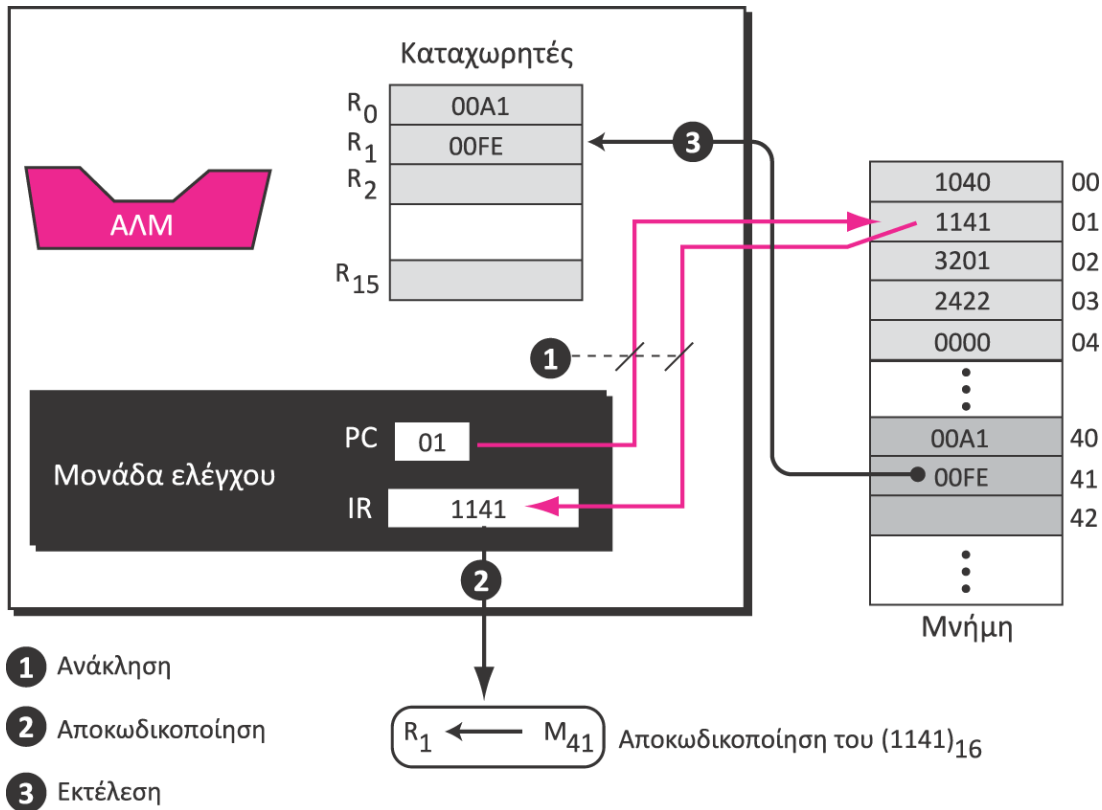 Καταχωρητές
R0 00A1
R1 00FE
R2
R15
ΑΛΜ
3
1040 00
1141 01
3201 02
2422 03
0000 04
00A1 40
00FE 41
42
Μνήμη
1
Μονάδα ελέγχου
PC 01
IR 1141
2
1 Ανάκληση
2 Αποκωδικοποίηση
3 Εκτέλεση
R1 ← M41 Αποκωδικοποίηση του (1141)16